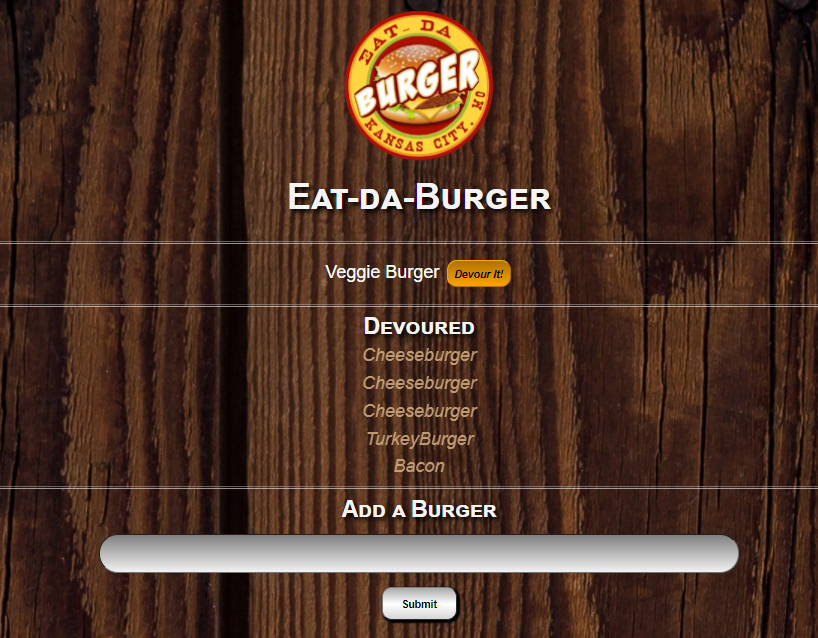 EAT-DA
BURGER
KANSAS CITY.
Eat-da-Burger
Veggie Burger Devour It!
Devoured
Cheeseburger
Cheeseburger
Cheeseburger
TurkeyBurger
Bacon
Add a Burger
Submit